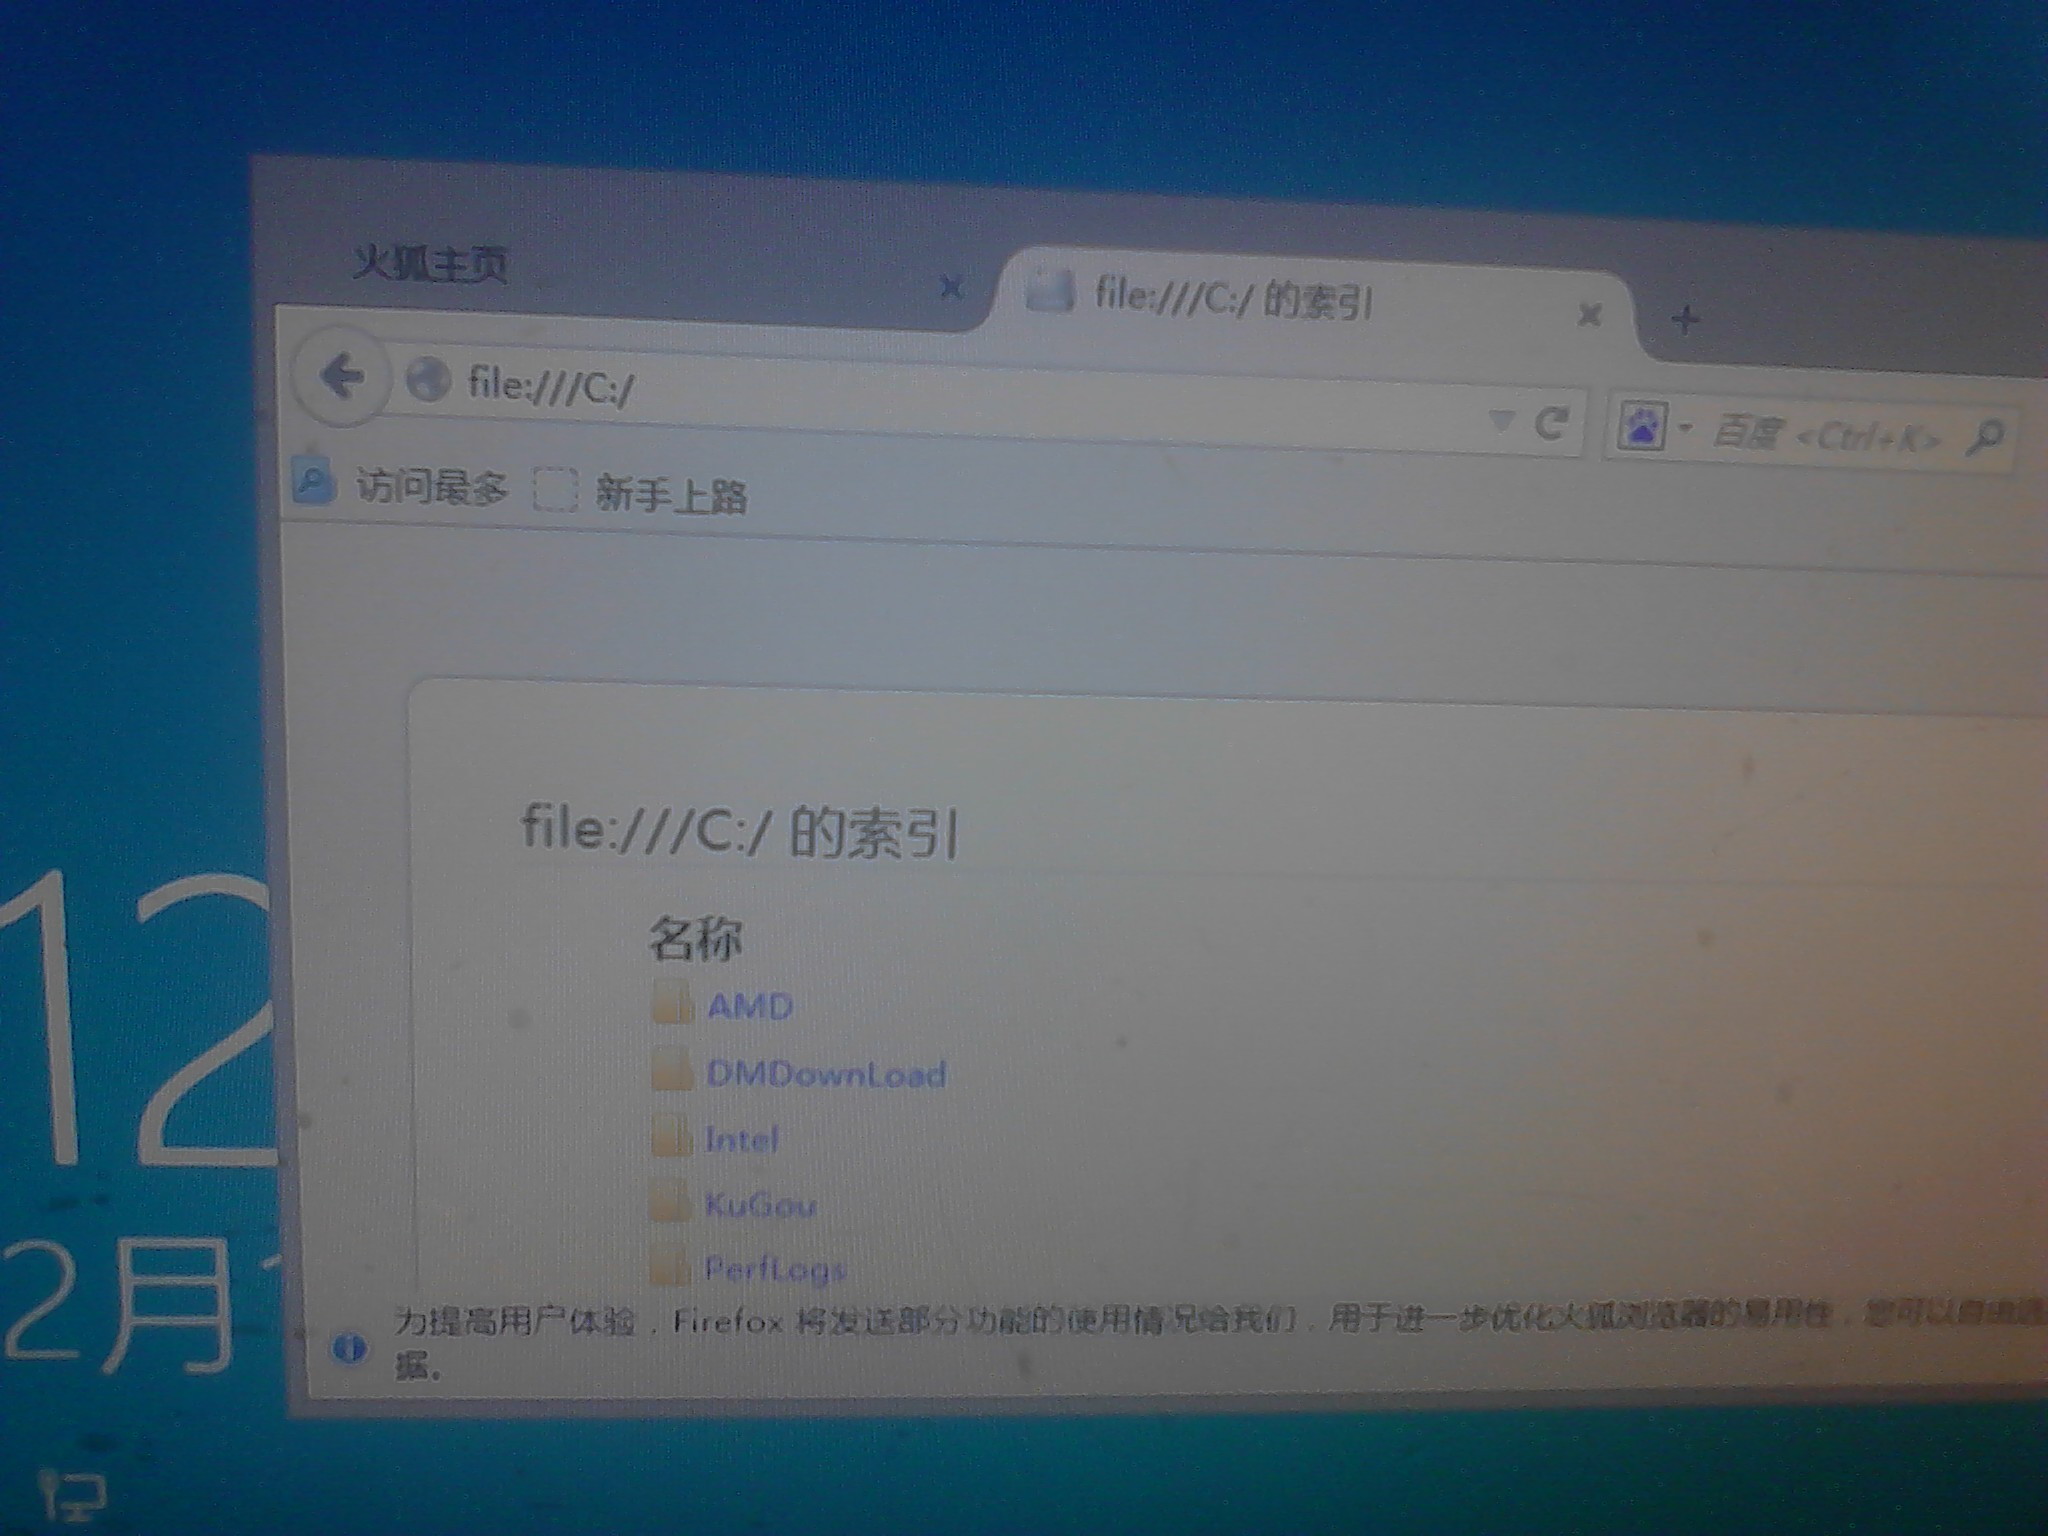 火狐主页
file:///C:/ 的索引
file:///C:/
百度 <Ctrl+K>
访问最多
新手上路
file:///C:/ 的索引
名称
AMD
DMDownLoad
Intel
KuGou
PerfLogs
为提高用户体验，Firefox 将发送部分功能的使用情况给我们，用于进一步优化火狐浏览器的易用性，您可以自由
据。
12
2月